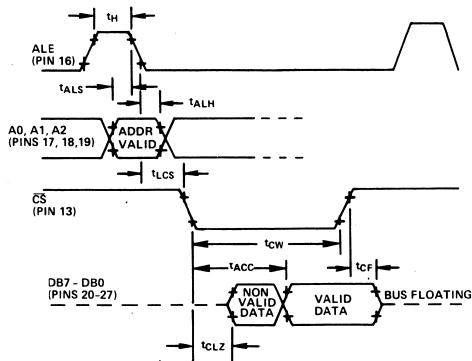 tH
ALE
(PIN 16)
tALS
tALH
A0, A1, A2
(PINS 17, 18,19)
ADDR
VALID
tLCS
CS
(PIN 13)
tCW
tACC
tCF
DB7 - DB0
(PINS 20-27)
NON
VALID
DATA
VALID
DATA
BUS FLOATING
tCLZ